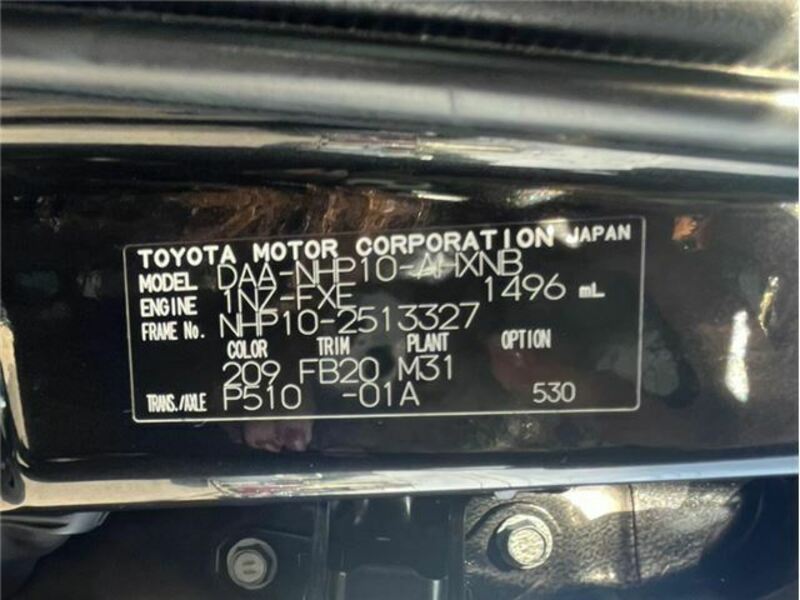 TOYOTA MOTOR CORPORATION JAPAN
MODEL DAA-NHP10-AHXNB
ENGINE 1NZ-FXE 1496 mL
FRAME No. NHP10-2513327
COLOR TRIM PLANT OPTION
209 FB20 M31
TRANS./AXLE P510 -01A 530